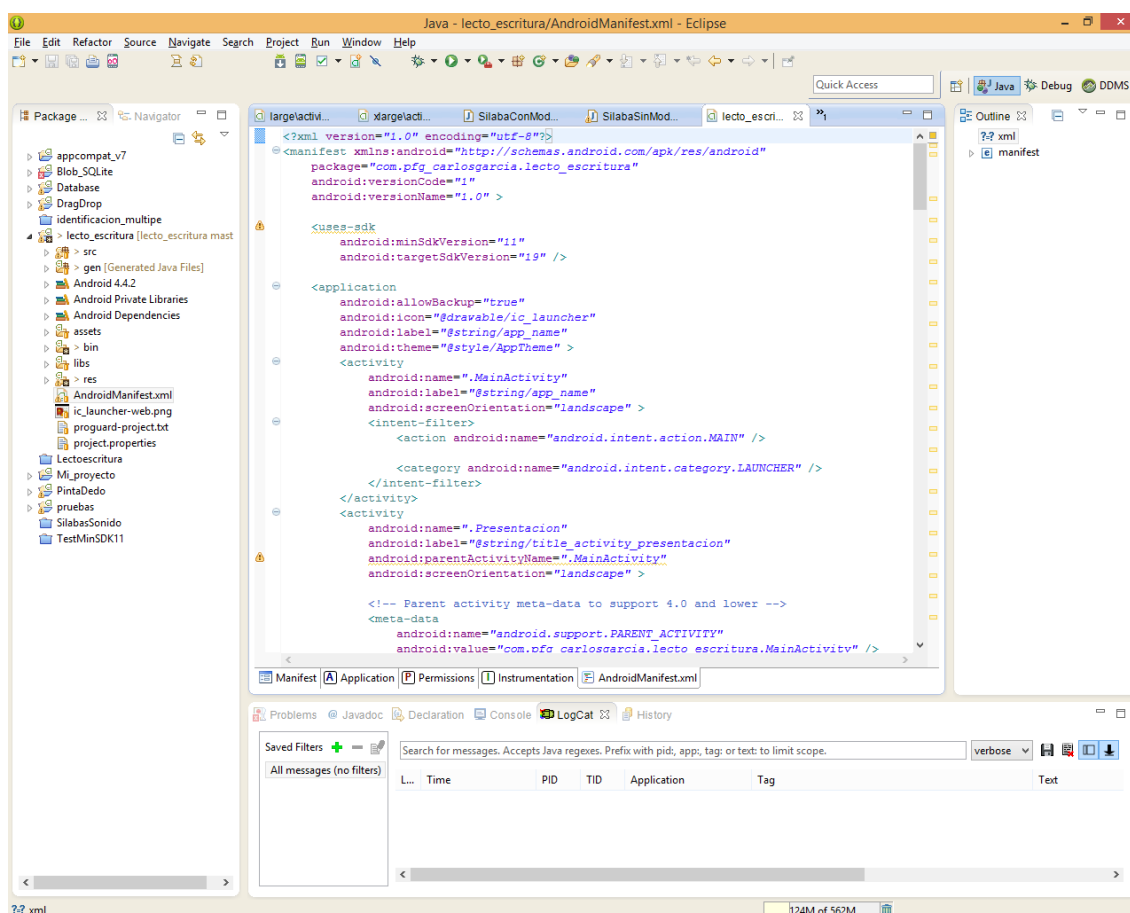 Java - lecto_escritura/AndroidManifest.xml - Eclipse
File Edit Refactor Source Navigate Search Project Run Window Help
Quick Access
Java Debug DDMS
Package ... Navigator
appcompat_v7
Blob_SQLite
Database
DragDrop
identificacion_multipe
> lecto_escritura [lecto_escritura mast
> src
> gen [Generated Java Files]
Android 4.4.2
Android Private Libraries
Android Dependencies
assets
> bin
libs
> res
AndroidManifest.xml
ic_launcher-web.png
proguard-project.txt
project.properties
Lectoescritura
Mi_proyecto
PintaDedo
pruebas
SilabasSonido
TestMinSDK11
large\activi... xlarge\acti... SilabaConMod... SilabaSinMod... lecto_escri... »1
<?xml version="1.0" encoding="utf-8"?>
<manifest xmlns:android="http://schemas.android.com/apk/res/android"
package="com.pfg_carlosgarcia.lecto_escritura"
android:versionCode="1"
android:versionName="1.0" >
<uses-sdk
android:minSdkVersion="11"
android:targetSdkVersion="19" />
<application
android:allowBackup="true"
android:icon="@drawable/ic_launcher"
android:label="@string/app_name"
android:theme="@style/AppTheme" >
<activity
android:name=".MainActivity"
android:label="@string/app_name"
android:screenOrientation="landscape" >
<intent-filter>
<action android:name="android.intent.action.MAIN" />
<category android:name="android.intent.category.LAUNCHER" />
</intent-filter>
</activity>
<activity
android:name=".Presentacion"
android:label="@string/title_activity_presentacion"
android:parentActivityName=".MainActivity"
android:screenOrientation="landscape" >
<!-- Parent activity meta-data to support 4.0 and lower -->
<meta-data
android:name="android.support.PARENT_ACTIVITY"
android:value="com.pfg_carlosgarcia.lecto_escritura.MainActivity" />
Manifest A Application P Permissions I Instrumentation AndroidManifest.xml
Outline
?-? xml
e manifest
Problems @ Javadoc Declaration Console LogCat History
Saved Filters
All messages (no filters)
Search for messages. Accepts Java regexes. Prefix with pid:, app:, tag: or text: to limit scope.
verbose
L... Time PID TID Application Tag Text
?-? xml
124M of 562M